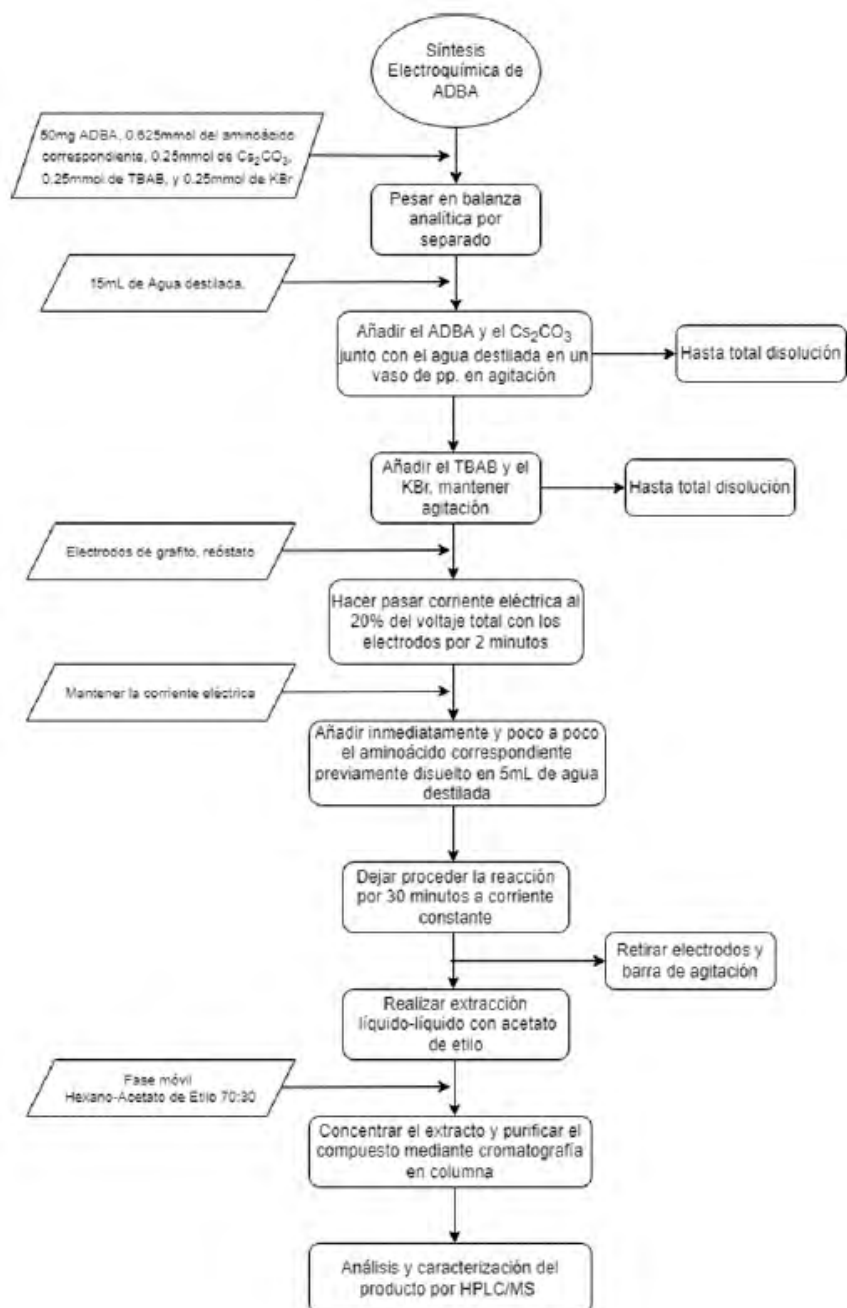 Síntesis
Electroquímica de
ADBA
50mg ADBA, 0.625mmol del aminoácido
correspondiente, 0.25mmol de Cs₂CO₃,
0.25mmol de TBAB, y 0.25mmol de KBr
Pesar en balanza
analítica por
separado
15mL de Agua destilada.
Añadir el ADBA y el Cs₂CO₃
junto con el agua destilada en un
vaso de pp. en agitación
Hasta total disolución
Añadir el TBAB y el
KBr, mantener
agitación
Hasta total disolución
Electrodos de grafito, reóstato
Hacer pasar corriente eléctrica al
20% del voltaje total con los
electrodos por 2 minutos
Mantener la corriente eléctrica
Añadir inmediatamente y poco a poco
el aminoácido correspondiente
previamente disuelto en 5mL de agua
destilada
Dejar proceder la reacción
por 30 minutos a corriente
constante
Retirar electrodos y
barra de agitación
Realizar extracción
líquido-líquido con acetato
de etilo
Fase móvil
Hexano-Acetato de Etilo 70:30
Concentrar el extracto y purificar el
compuesto mediante cromatografía
en columna
Análisis y caracterización del
producto por HPLC/MS